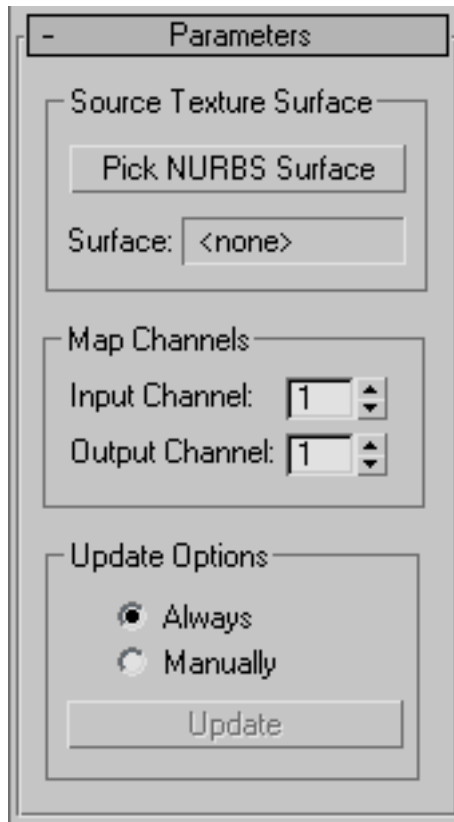 - Parameters
Source Texture Surface
Pick NURBS Surface
Surface: <none>
Map Channels
Input Channel: 1
Output Channel: 1
Update Options
Always
Manually
Update